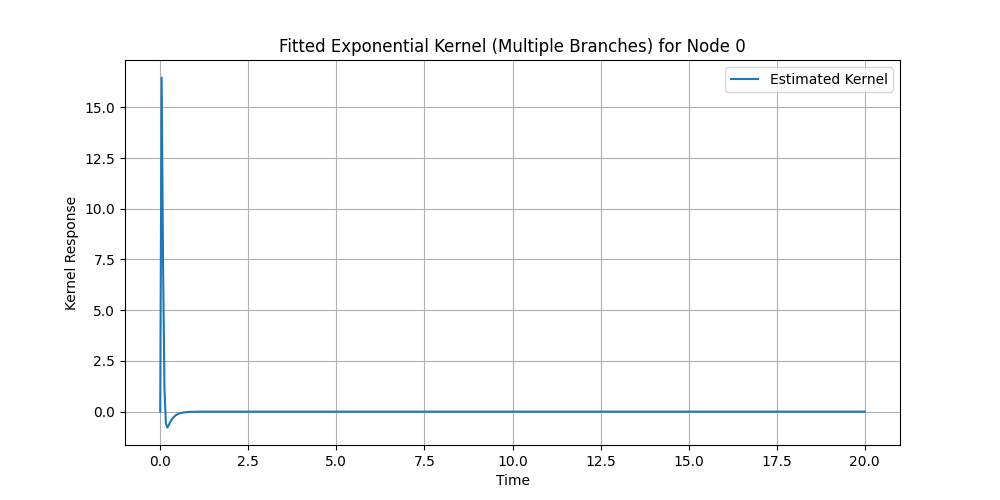 Fitted Exponential Kernel (Multiple Branches) for Node 0
Estimated Kernel
Kernel Response
15.0
12.5
10.0
7.5
5.0
2.5
0.0
0.0 2.5 5.0 7.5 10.0 12.5 15.0 17.5 20.0
Time